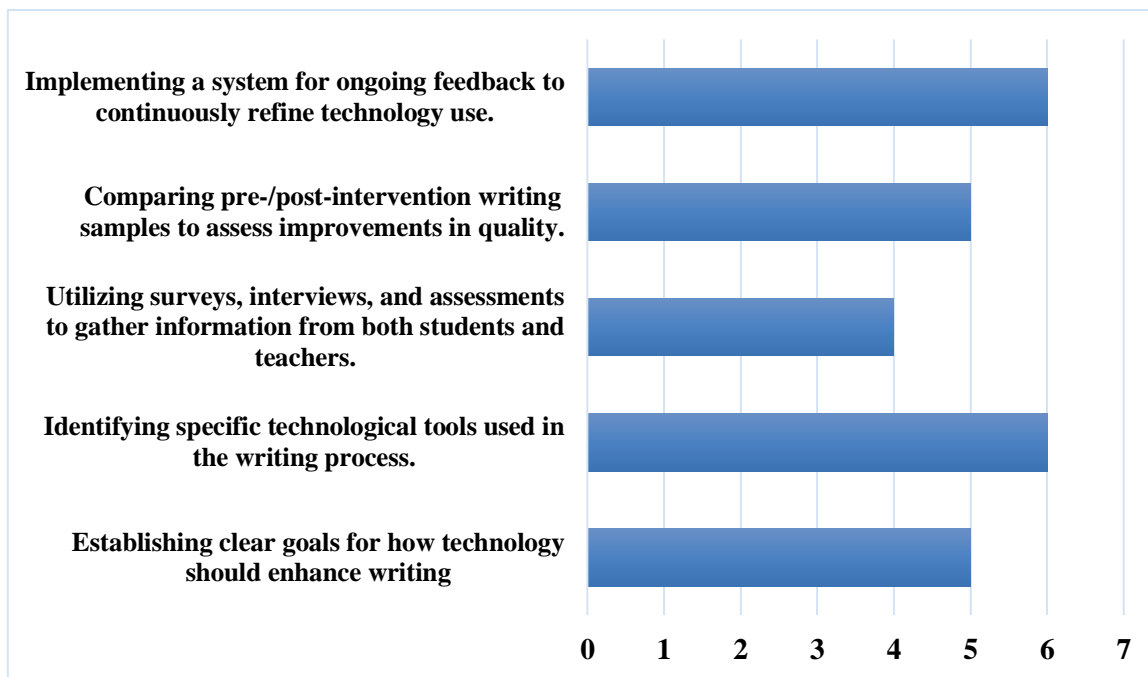 Implementing a system for ongoing feedback to
continuously refine technology use.
Comparing pre-/post-intervention writing
samples to assess improvements in quality.
Utilizing surveys, interviews, and assessments
to gather information from both students and
teachers.
Identifying specific technological tools used in
the writing process.
Establishing clear goals for how technology
should enhance writing
0 1 2 3 4 5 6 7